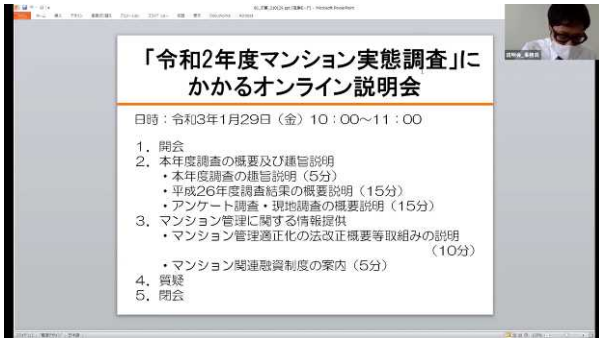 「令和2年度マンション実態調査」に
かかるオンライン説明会
日時：令和3年1月29日（金）10：00～11：00
1．開会
2．本年度調査の概要及び趣旨説明
・本年度調査の趣旨説明（5分）
・平成26年度調査結果の概要説明（15分）
・アンケート調査・現地調査の概要説明（15分）
3．マンション管理に関する情報提供
・マンション管理適正化の法改正概要等取組みの説明
（10分）
・マンション関連融資制度の案内（5分）
4．質疑
5．閉会